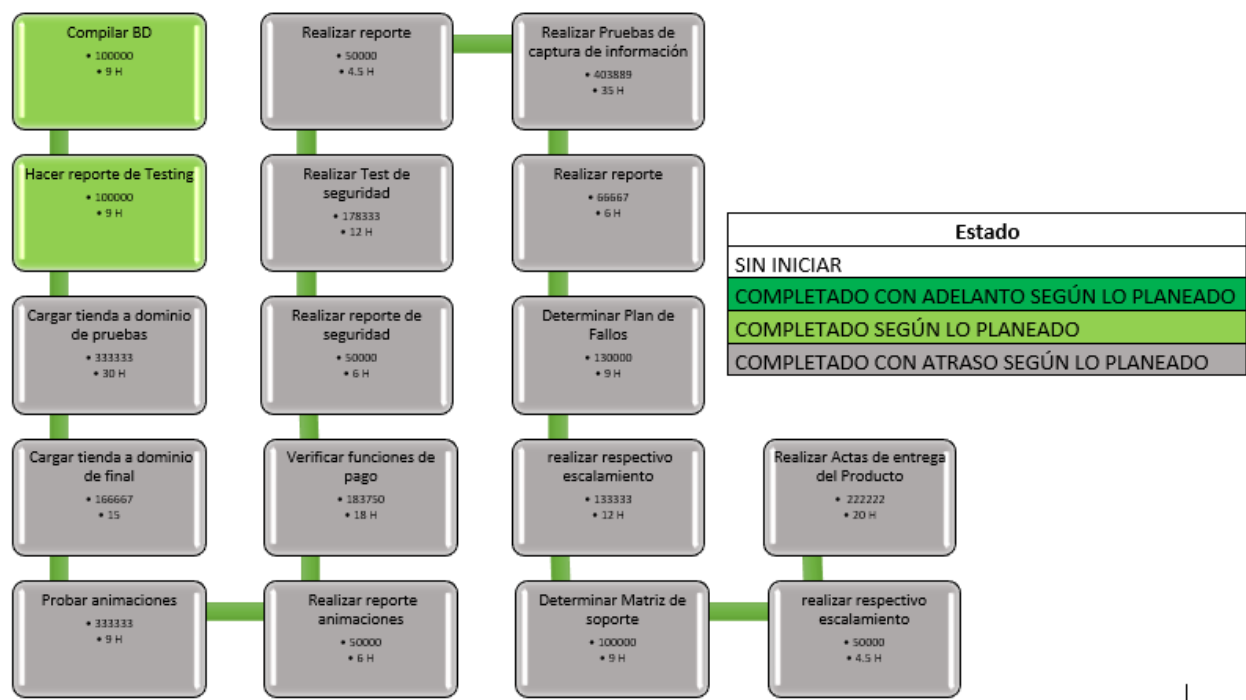 Compilar BD
• 100000
• 9 H
Hacer reporte de Testing
• 100000
• 9 H
Cargar tienda a dominio
de pruebas
• 333333
• 30 H
Cargar tienda a dominio
de final
• 166667
• 15
Probar animaciones
• 333333
• 9 H
Realizar reporte
animaciones
• 50000
• 6 H
Verificar funciones de
pago
• 183750
• 18 H
Realizar reporte de
seguridad
• 50000
• 6 H
Realizar Test de
seguridad
• 178333
• 12 H
Realizar reporte
• 50000
• 4.5 H
Realizar Pruebas de
captura de información
• 403889
• 35 H
Realizar reporte
• 66667
• 6 H
Determinar Plan de
Fallos
• 130000
• 9 H
realizar respectivo
escalamiento
• 133333
• 12 H
Determinar Matriz de
soporte
• 100000
• 9 H
realizar respectivo
escalamiento
• 50000
• 4.5 H
Realizar Actas de entrega
del Producto
• 222222
• 20 H
Estado
SIN INICIAR
COMPLETADO CON ADELANTO SEGÚN LO PLANEADO
COMPLETADO SEGÚN LO PLANEADO
COMPLETADO CON ATRASO SEGÚN LO PLANEADO